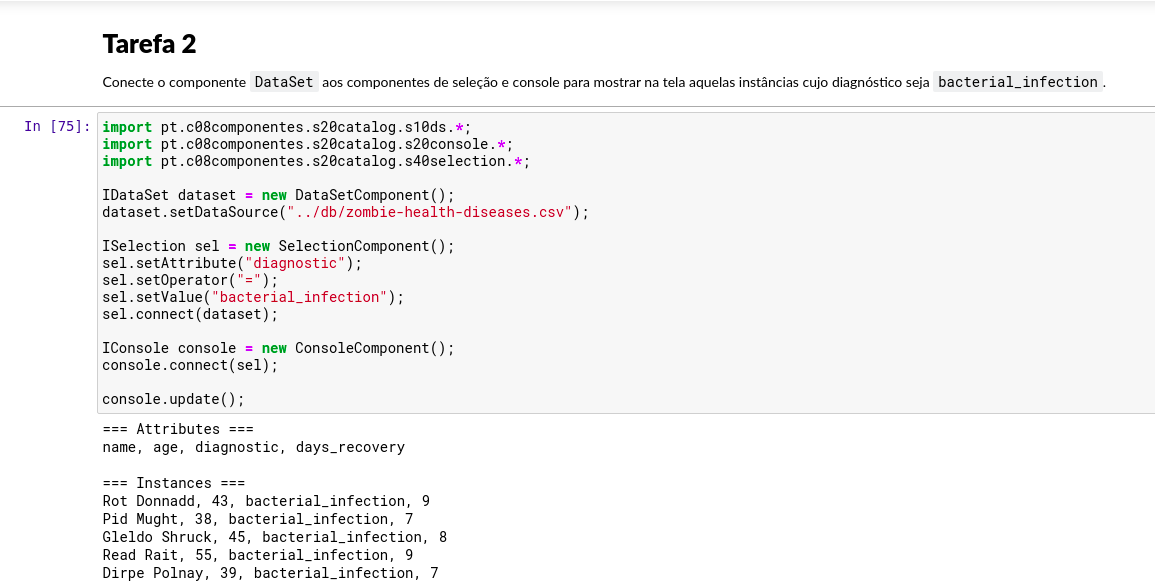 Tarefa 2
Conecte o componente DataSet aos componentes de seleção e console para mostrar na tela aquelas instâncias cujo diagnóstico seja bacterial_infection.
In [75]:
import pt.c08componentes.s20catalog.s10ds.*;
import pt.c08componentes.s20catalog.s20console.*;
import pt.c08componentes.s20catalog.s40selection.*;
IDataSet dataset = new DataSetComponent();
dataset.setDataSource("../db/zombie-health-diseases.csv");
ISelection sel = new SelectionComponent();
sel.setAttribute("diagnostic");
sel.setOperator("=");
sel.setValue("bacterial_infection");
sel.connect(dataset);
IConsole console = new ConsoleComponent();
console.connect(sel);
console.update();
=== Attributes ===
name, age, diagnostic, days_recovery
=== Instances ===
Rot Donnadd, 43, bacterial_infection, 9
Pid Mught, 38, bacterial_infection, 7
Gleldo Shruck, 45, bacterial_infection, 8
Read Rait, 55, bacterial_infection, 9
Dirpe Polnay, 39, bacterial_infection, 7